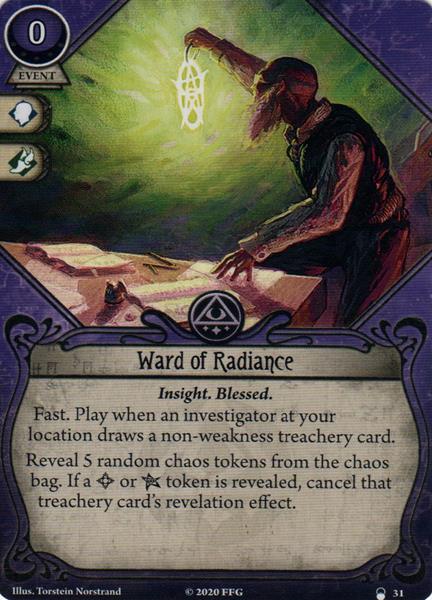 0
EVENT
Ward of Radiance
Insight. Blessed.
Fast. Play when an investigator at your
location draws a non-weakness treachery card.
Reveal 5 random chaos tokens from the chaos
bag. If a or token is revealed, cancel that
treachery card's revelation effect.
Illus. Torstein Norstrand
© 2020 FFG
31